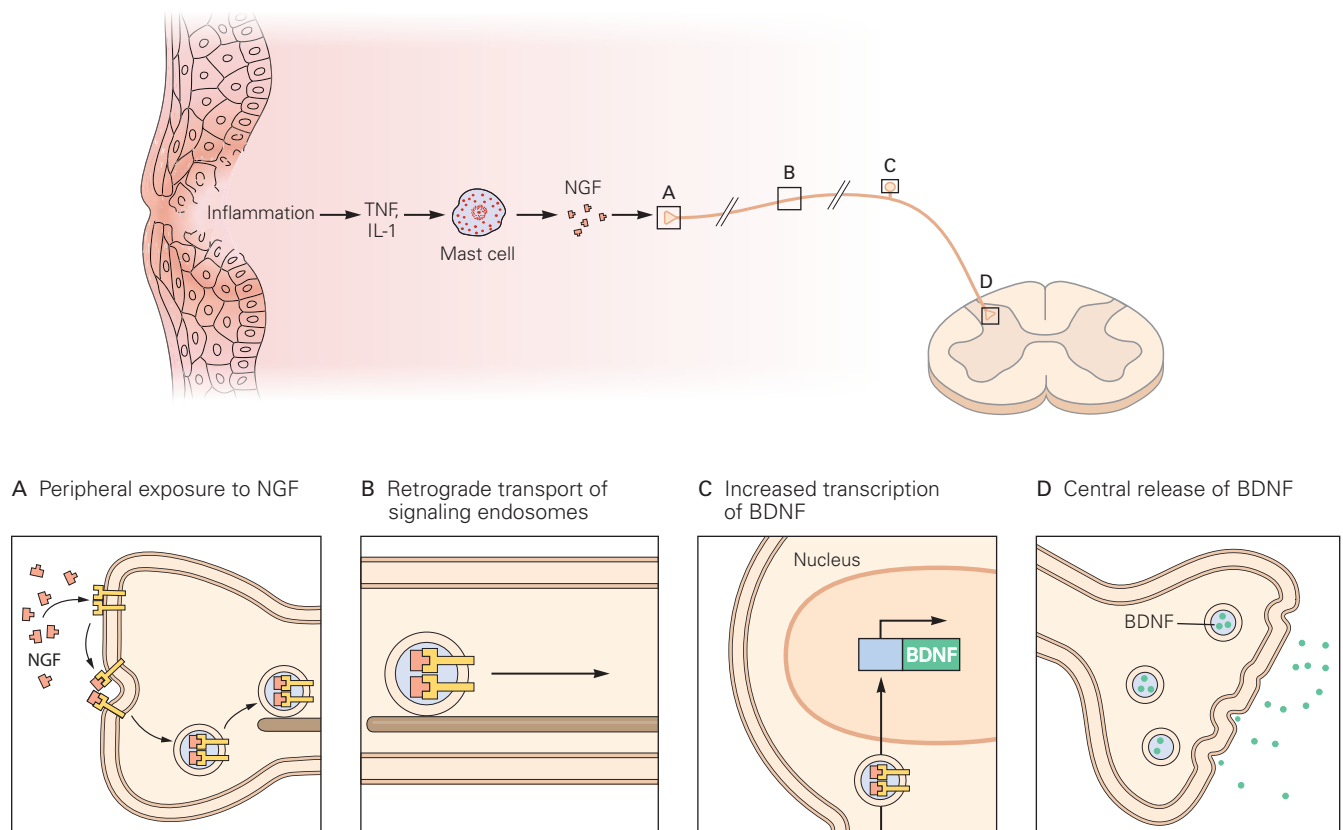 Inflammation
TNF,
IL-1
Mast cell
NGF
A
B
C
D
A Peripheral exposure to NGF
NGF
B Retrograde transport of
signaling endosomes
C Increased transcription
of BDNF
Nucleus
BDNF
D Central release of BDNF
BDNF